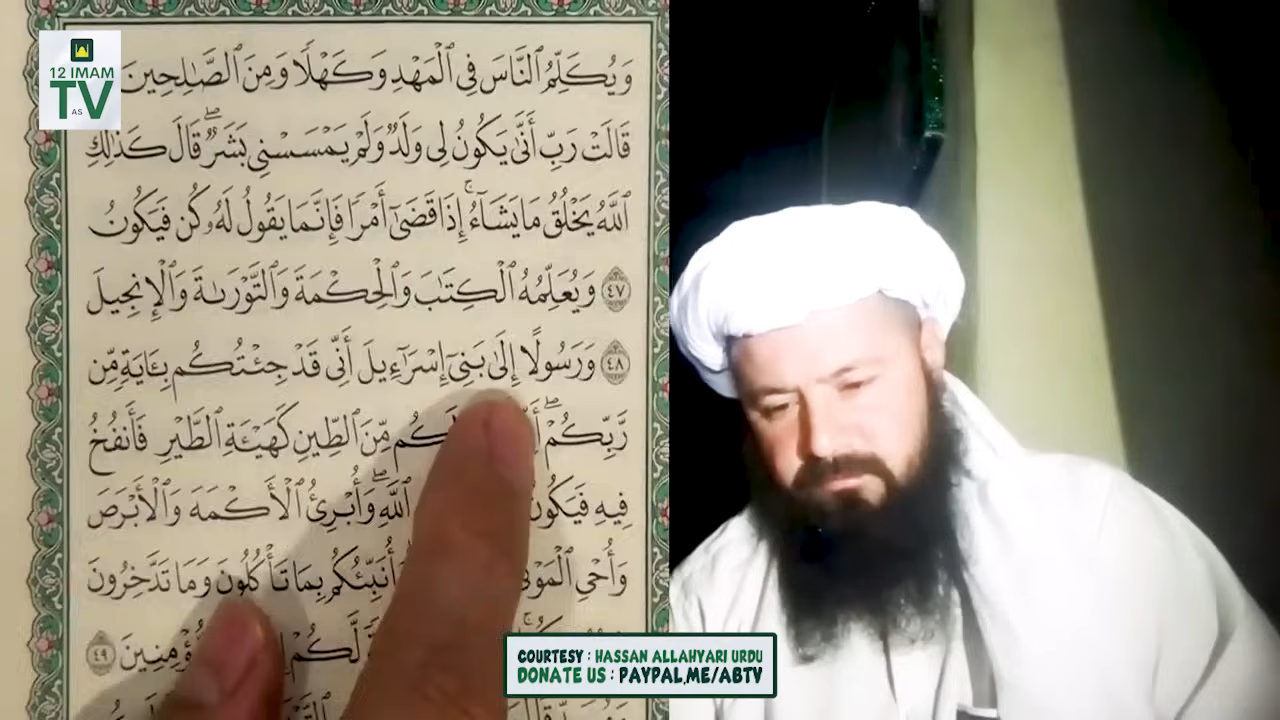 12 IMAM
TV
AS
وَيُكَلِّمُ ٱلنَّاسَ فِى ٱلْمَهْدِ وَكَهْلًا وَمِنَ ٱلصَّـٰلِحِينَ
قَالَتْ رَبِّ أَنَّىٰ يَكُونُ لِى وَلَدٌ وَلَمْ يَمْسَسْنِى بَشَرٌ ۖ قَالَ كَذَٰلِكِ
ٱللَّهُ يَخْلُقُ مَا يَشَآءُ ۚ إِذَا قَضَىٰٓ أَمْرًا فَإِنَّمَا يَقُولُ لَهُۥ كُن فَيَكُونُ
٤٧ وَيُعَلِّمُهُ ٱلْكِتَـٰبَ وَٱلْحِكْمَةَ وَٱلتَّوْرَىٰةَ وَٱلْإِنجِيلَ
٤٨ وَرَسُولًا إِلَىٰ بَنِىٓ إِسْرَٰٓءِيلَ أَنِّى قَدْ جِئْتُكُم بِـَٔايَةٍ مِّن
رَّبِّكُمْ ۖ لَكُم مِّنَ ٱلطِّينِ كَهَيْـَٔةِ ٱلطَّيْرِ فَأَنفُخُ
فِيهِ فَيَكُونُ ٱللَّهِ ۖ وَأُبْرِئُ ٱلْأَكْمَهَ وَٱلْأَبْرَصَ
وَأُحْىِ ٱلْمَوْتَىٰ وَأُنَبِّئُكُم بِمَا تَأْكُلُونَ وَمَا تَدَّخِرُونَ
لَّكُمْ مُّؤْمِنِينَ ٤٩
COURTESY : HASSAN ALLAHYARI URDU
DONATE US : PAYPAL.ME/ABTV